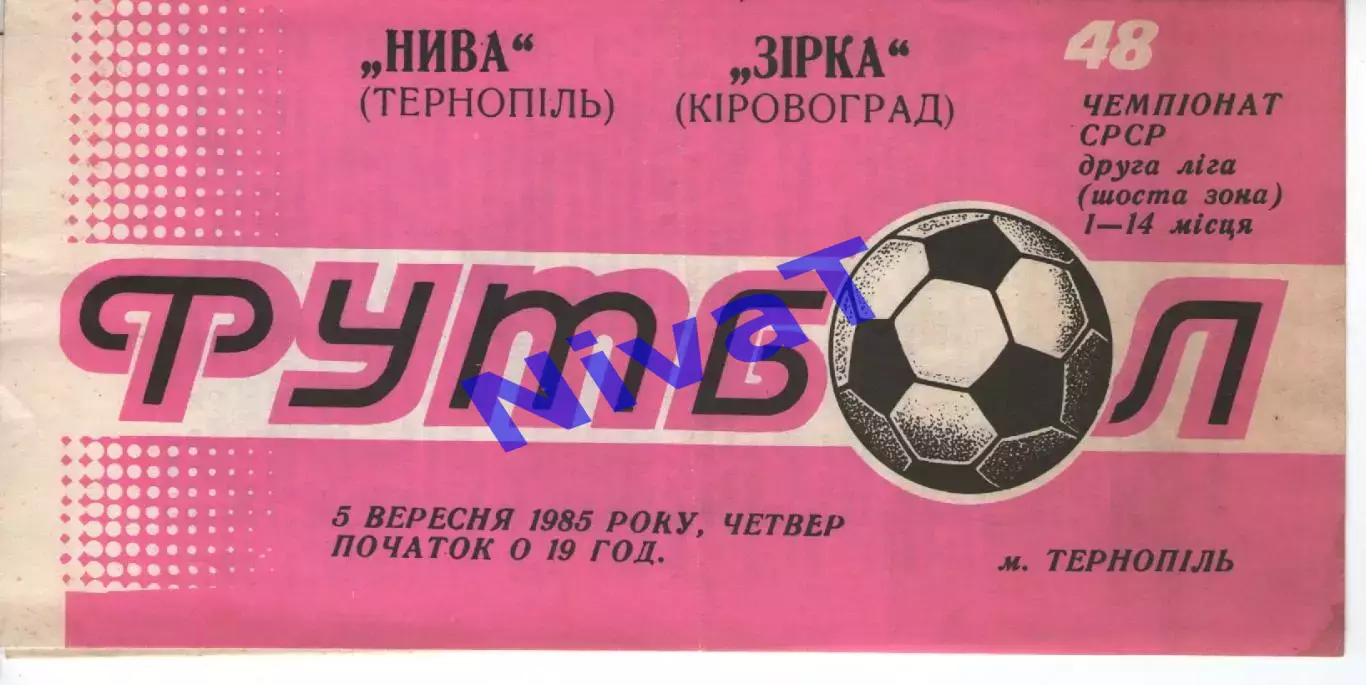 „НИВА“
(ТЕРНОПІЛЬ)
„ЗІРКА“
(КІРОВОГРАД)
48
ЧЕМПІОНАТ
СРСР
друга ліга
(шоста зона)
1—14 місця
ФУТБОЛ
NivaT
5 ВЕРЕСНЯ 1985 РОКУ, ЧЕТВЕР
ПОЧАТОК О 19 ГОД.
м. ТЕРНОПІЛЬ